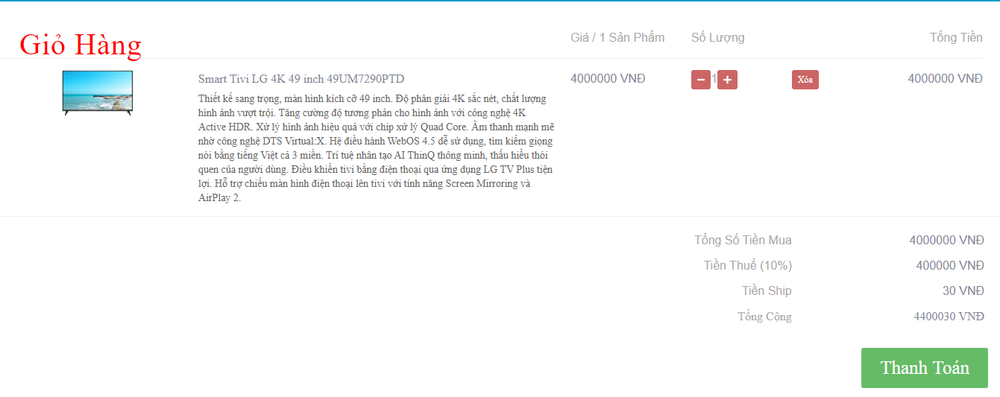 Giỏ Hàng
Giá / 1 Sản Phẩm
Số Lượng
Tổng Tiền
Smart Tivi LG 4K 49 inch 49UM7290PTD
4000000 VNĐ
1
Xóa
4000000 VNĐ
Thiết kế sang trọng, màn hình kích cỡ 49 inch. Độ phân giải 4K sắc nét, chất lượng
hình ảnh vượt trội. Tăng cường độ tương phản cho hình ảnh với công nghệ 4K
Active HDR. Xử lý hình ảnh hiệu quả với chip xử lý Quad Core. Âm thanh mạnh mẽ
nhờ công nghệ DTS Virtual:X. Hệ điều hành WebOS 4.5 dễ sử dụng, tìm kiếm giọng
nói bằng tiếng Việt cả 3 miền. Trí tuệ nhân tạo AI ThinQ thông minh, thấu hiểu thói
quen của người dùng. Điều khiển tivi bằng điện thoại qua ứng dụng LG TV Plus tiện
lợi. Hỗ trợ chiếu màn hình điện thoại lên tivi với tính năng Screen Mirroring và
AirPlay 2.
Tổng Số Tiền Mua 4000000 VNĐ
Tiền Thuế (10%) 400000 VNĐ
Tiền Ship 30 VNĐ
Tổng Cộng 4400030 VNĐ
Thanh Toán